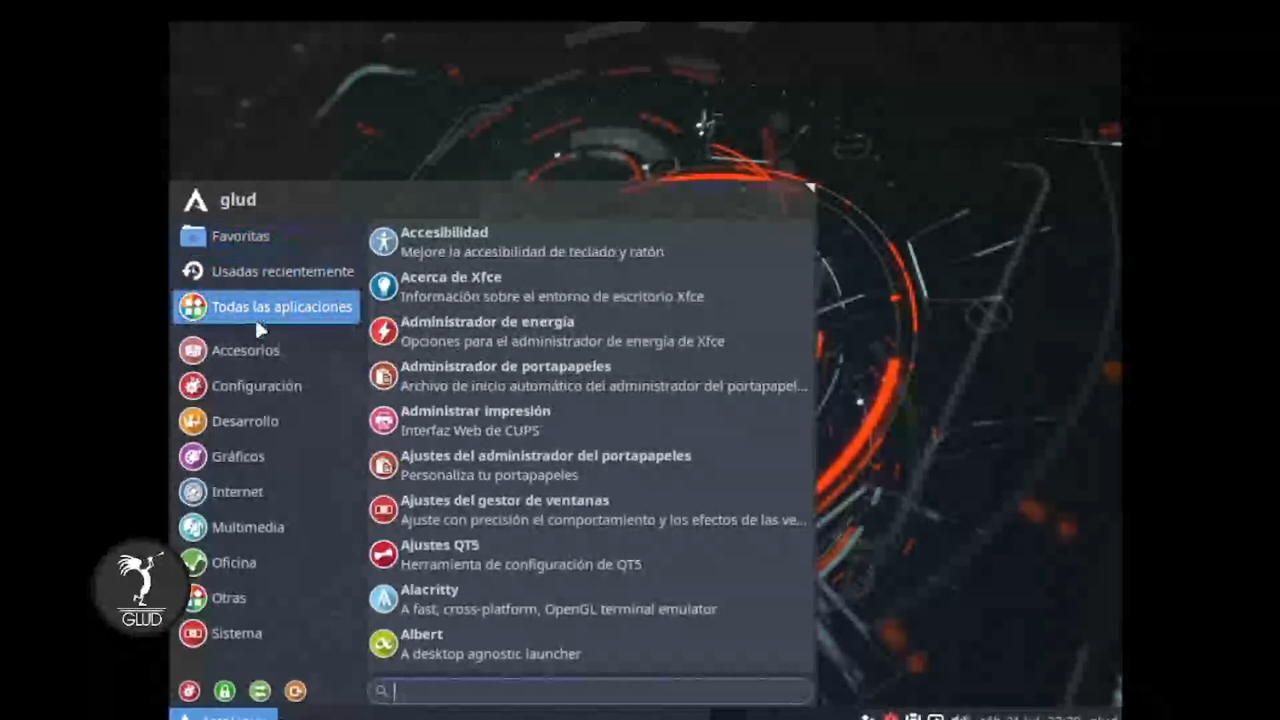 glud
Favoritas
Usadas recientemente
Todas las aplicaciones
Accesorios
Configuración
Desarrollo
Gráficos
Internet
Multimedia
Oficina
Otras
Sistema
Accesibilidad
Mejore la accesibilidad de teclado y ratón
Acerca de Xfce
Información sobre el entorno de escritorio Xfce
Administrador de energía
Opciones para el administrador de energía de Xfce
Administrador de portapapeles
Archivo de inicio automático del administrador del portapapel...
Administrar impresión
Interfaz Web de CUPS
Ajustes del administrador del portapapeles
Personaliza tu portapapeles
Ajustes del gestor de ventanas
Ajuste con precisión el comportamiento y los efectos de las ve...
Ajustes QT5
Herramienta de configuración de QT5
Alacritty
A fast, cross-platform, OpenGL terminal emulator
Albert
A desktop agnostic launcher
GLUD